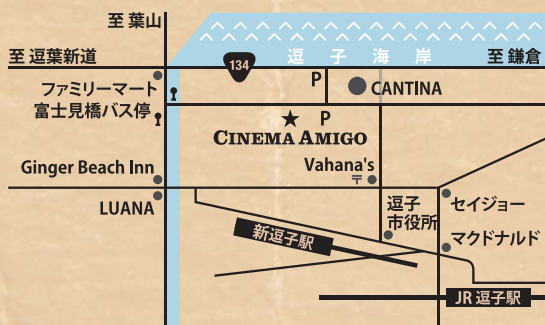 至 葉山
至 逗葉新道
134
逗子海岸
至 鎌倉
ファミリーマート
P
CANTINA
富士見橋バス停
P
CINEMA AMIGO
Ginger Beach Inn
Vahana's
〒
LUANA
逗子
市役所
セイジョー
新逗子駅
マクドナルド
JR 逗子駅